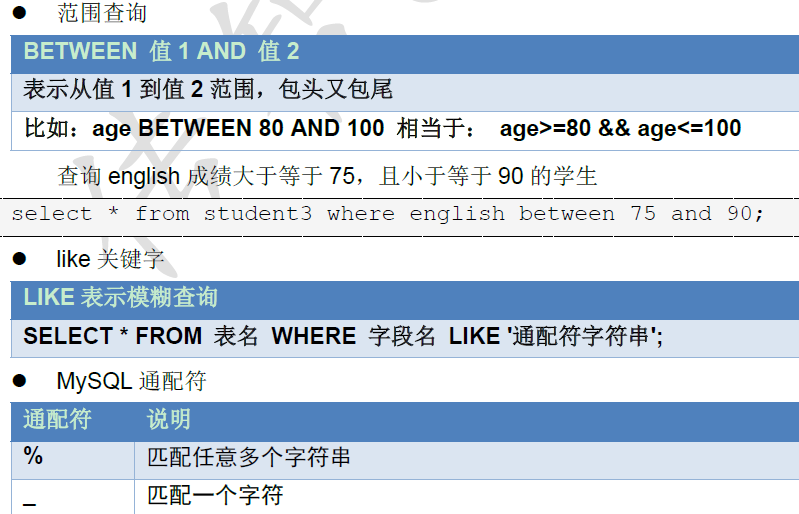 ● 范围查询
BETWEEN 值 1 AND 值 2
表示从值 1 到值 2 范围，包头又包尾
比如：age BETWEEN 80 AND 100 相当于： age>=80 && age<=100
查询 english 成绩大于等于 75，且小于等于 90 的学生
select * from student3 where english between 75 and 90;
● like 关键字
LIKE 表示模糊查询
SELECT * FROM 表名 WHERE 字段名 LIKE '通配符字符串';
● MySQL 通配符
通配符 说明
% 匹配任意多个字符串
_ 匹配一个字符